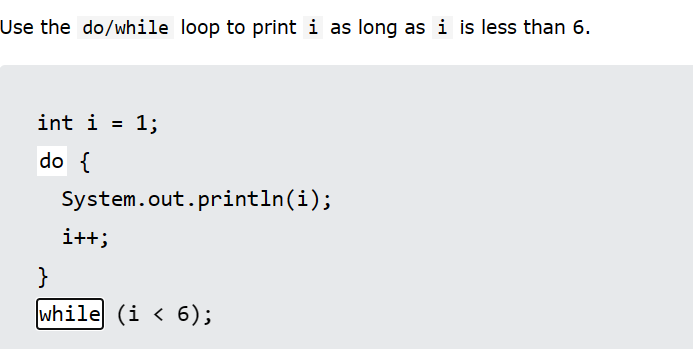 Use the do/while loop to print i as long as i is less than 6.
int i = 1;
do {
System.out.println(i);
i++;
}
while (i < 6);